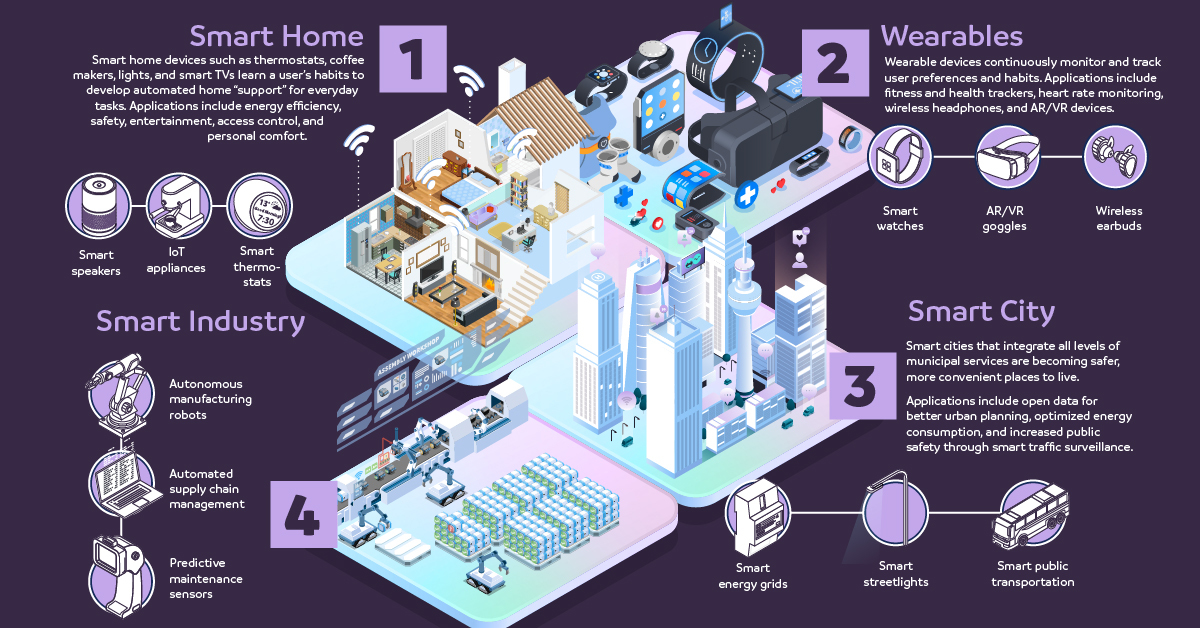 Smart Home
1
Smart home devices such as thermostats, coffee
makers, lights, and smart TVs learn a user's habits to
develop automated home “support” for everyday
tasks. Applications include energy efficiency,
safety, entertainment, access control, and
personal comfort.
Smart
speakers
IoT
appliances
13°
7:30
Smart
thermo-
stats
2
Wearables
Wearable devices continuously monitor and track
user preferences and habits. Applications include
fitness and health trackers, heart rate monitoring,
wireless headphones, and AR/VR devices.
Smart
watches
AR/VR
goggles
Wireless
earbuds
3
Smart City
Smart cities that integrate all levels of
municipal services are becoming safer,
more convenient places to live.
Applications include open data for
better urban planning, optimized energy
consumption, and increased public
safety through smart traffic surveillance.
Smart
energy grids
Smart
streetlights
Smart public
transportation
Smart Industry
4
ASSEMBLY WORKSHOP
Autonomous
manufacturing
robots
Automated
supply chain
management
Predictive
maintenance
sensors